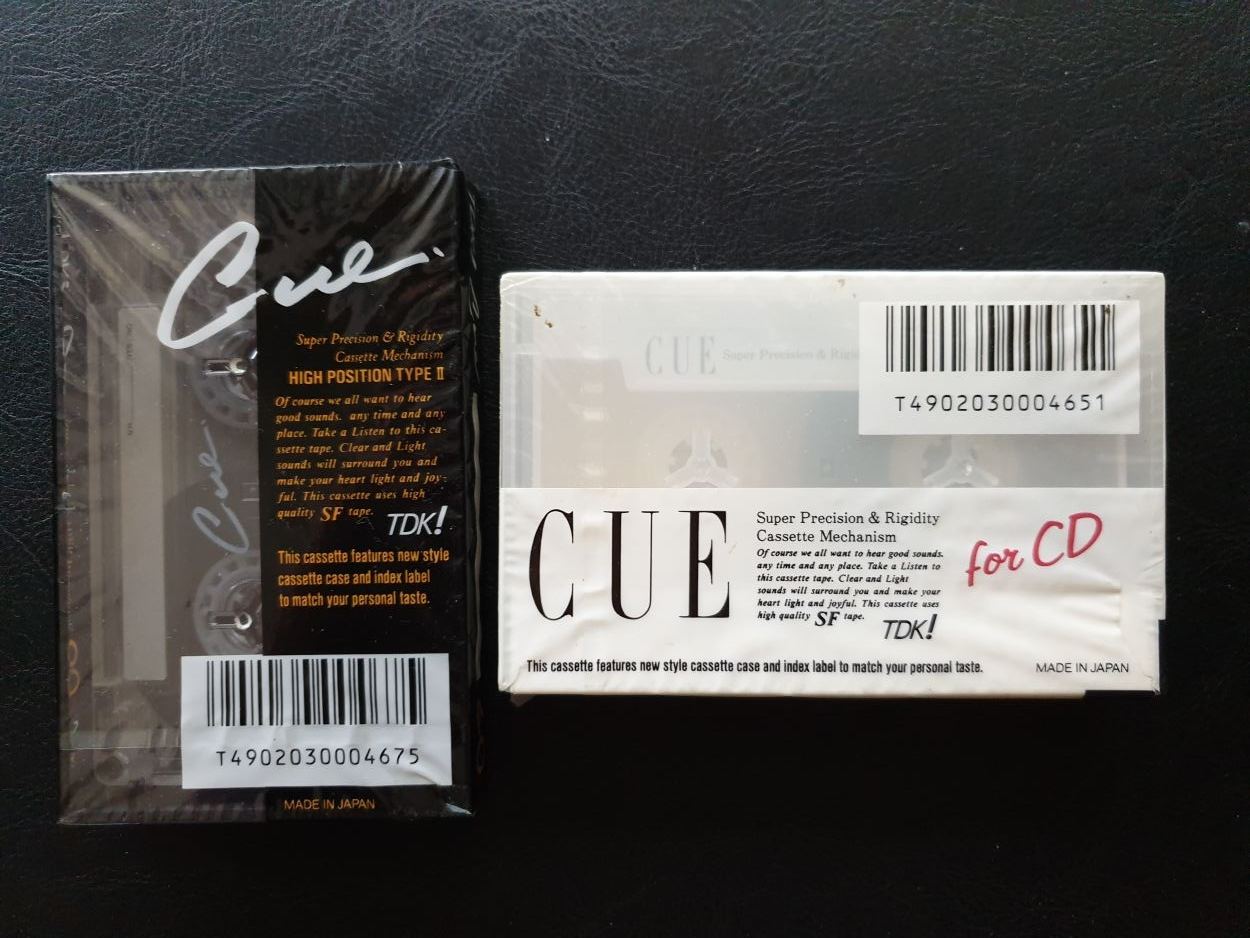 Cue.
Super Precision & Rigidity
Cassette Mechanism
HIGH POSITION TYPE II
Of course we all want to hear
good sounds. any time and any
place. Take a Listen to this ca-
ssette tape. Clear and Light
sounds will surround you and
make your heart light and joy-
ful. This cassette uses high
quality SF tape.
TDK!
This cassette features new style
cassette case and index label
to match your personal taste.
Cue.
T4902030004675
MADE IN JAPAN
CUE Super Precision &
T4902030004651
CUE
Super Precision & Rigidity
Cassette Mechanism
Of course we all want to hear good sounds.
any time and any place. Take a Listen to
this cassette tape. Clear and Light
sounds will surround you and make your
heart light and joyful. This cassette uses
high quality SF tape.
TDK!
for CD
This cassette features new style cassette case and index label to match your personal taste.
MADE IN JAPAN